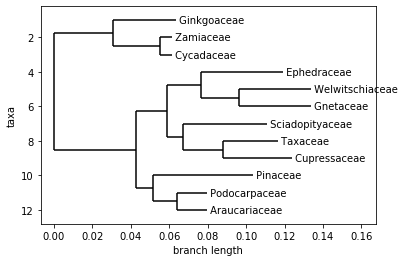 Ginkgoaceae
Zamiaceae
Cycadaceae
Ephedraceae
Welwitschiaceae
Gnetaceae
Sciadopityaceae
Taxaceae
Cupressaceae
Pinaceae
Podocarpaceae
Araucariaceae
taxa
2
4
6
8
10
12
0.00 0.02 0.04 0.06 0.08 0.10 0.12 0.14 0.16
branch length